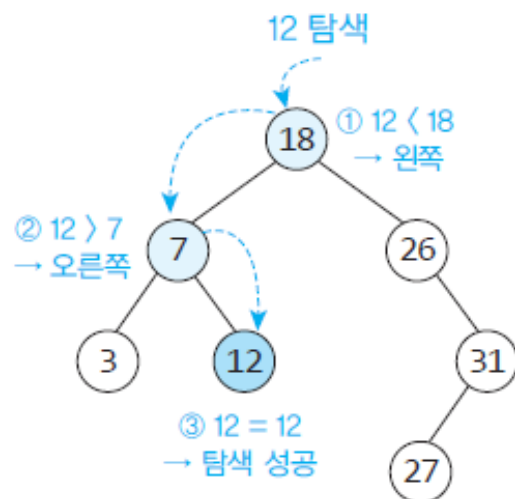 12 탐색
18
① 12 < 18
→ 왼쪽
② 12 > 7
→ 오른쪽
7
26
3
12
31
③ 12 = 12
→ 탐색 성공
27